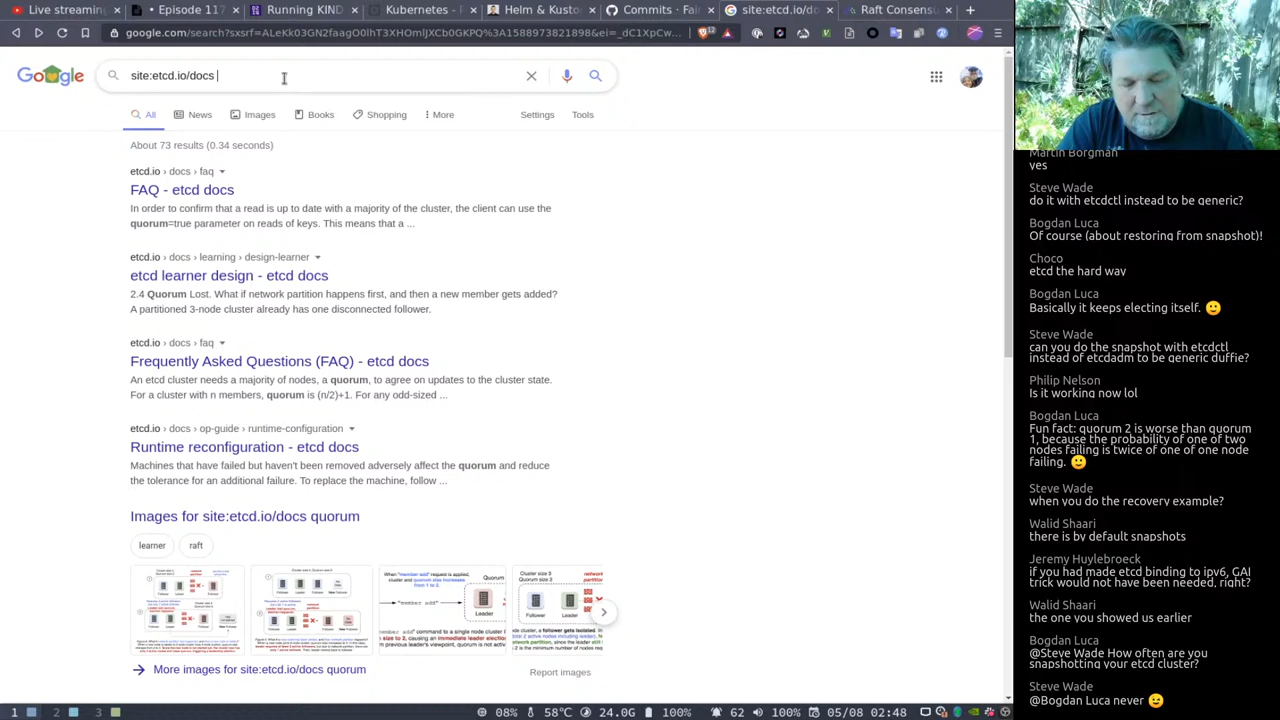 Live streaming
Episode 117
Running KIND
Kubernetes -
Helm & Kusto
Commits · Fai
site:etcd.io/do
Raft Consens
google.com/search?sxsrf=ALeKk03GN2faagO0lhT3XHOmljXCb0GKPQ%3A1588973821898&ei=_dC1XpCw...
site:etcd.io/docs
All
News
Images
Books
Shopping
More
Settings
Tools
About 73 results (0.34 seconds)
etcd.io › docs › faq
FAQ - etcd docs
In order to confirm that a read is up to date with a majority of the cluster, the client can use the
quorum=true parameter on reads of keys. This means that a ...
etcd.io › docs › learning › design-learner
etcd learner design - etcd docs
2.4 Quorum Lost. What if network partition happens first, and then a new member gets added?
A partitioned 3-node cluster already has one disconnected follower.
etcd.io › docs › faq
Frequently Asked Questions (FAQ) - etcd docs
An etcd cluster needs a majority of nodes, a quorum, to agree on updates to the cluster state.
For a cluster with n members, quorum is (n/2)+1. For any odd-sized ...
etcd.io › docs › op-guide › runtime-configuration
Runtime reconfiguration - etcd docs
Machines that have failed but haven't been removed adversely affect the quorum and reduce
the tolerance for an additional failure. To replace the machine, follow ...
Images for site:etcd.io/docs quorum
learner
raft
More images for site:etcd.io/docs quorum
Report images
1
2
3
08%
58℃
24.0G
100%
62
100%
05/08 02:48
Martin Borgman
yes
Steve Wade
do it with etcdctl instead to be generic?
Bogdan Luca
Of course (about restoring from snapshot)!
Choco
etcd the hard way
Bogdan Luca
Basically it keeps electing itself. 🙂
Steve Wade
can you do the snapshot with etcdctl
instead of etcdadm to be generic duffie?
Philip Nelson
Is it working now lol
Bogdan Luca
Fun fact: quorum 2 is worse than quorum
1, because the probability of one of two
nodes failing is twice of one of one node
failing. 🙂
Steve Wade
when you do the recovery example?
Walid Shaari
there is by default snapshots
Jeremy Huylebroeck
if you had made etcd binding to ipv6, GAI
trick would not have been needed, right?
Walid Shaari
the one you showed us earlier
Bogdan Luca
@Steve Wade How often are you
snapshotting your etcd cluster?
Steve Wade
@Bogdan Luca never 😉